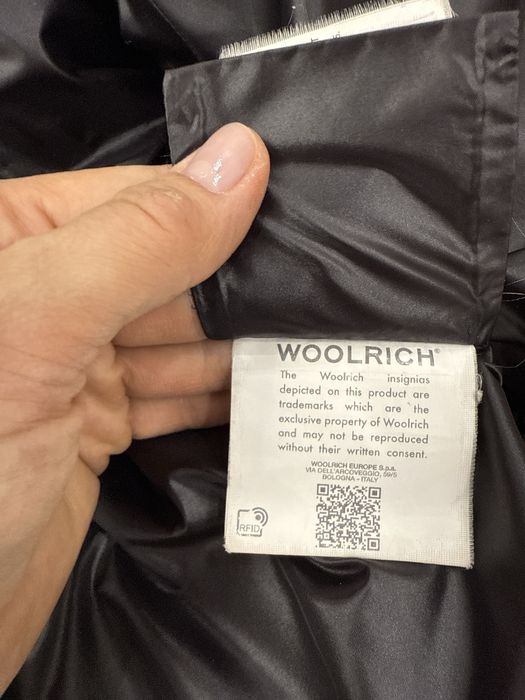 WOOLRICH®
The Woolrich insignias
depicted on this product are
trademarks which are the
exclusive property of Woolrich
and may not be reproduced
without their written consent.
WOOLRICH EUROPE S.p.a.
VIA DELL'ARCOVEGGIO, 59/5
BOLOGNA - ITALY
RFID